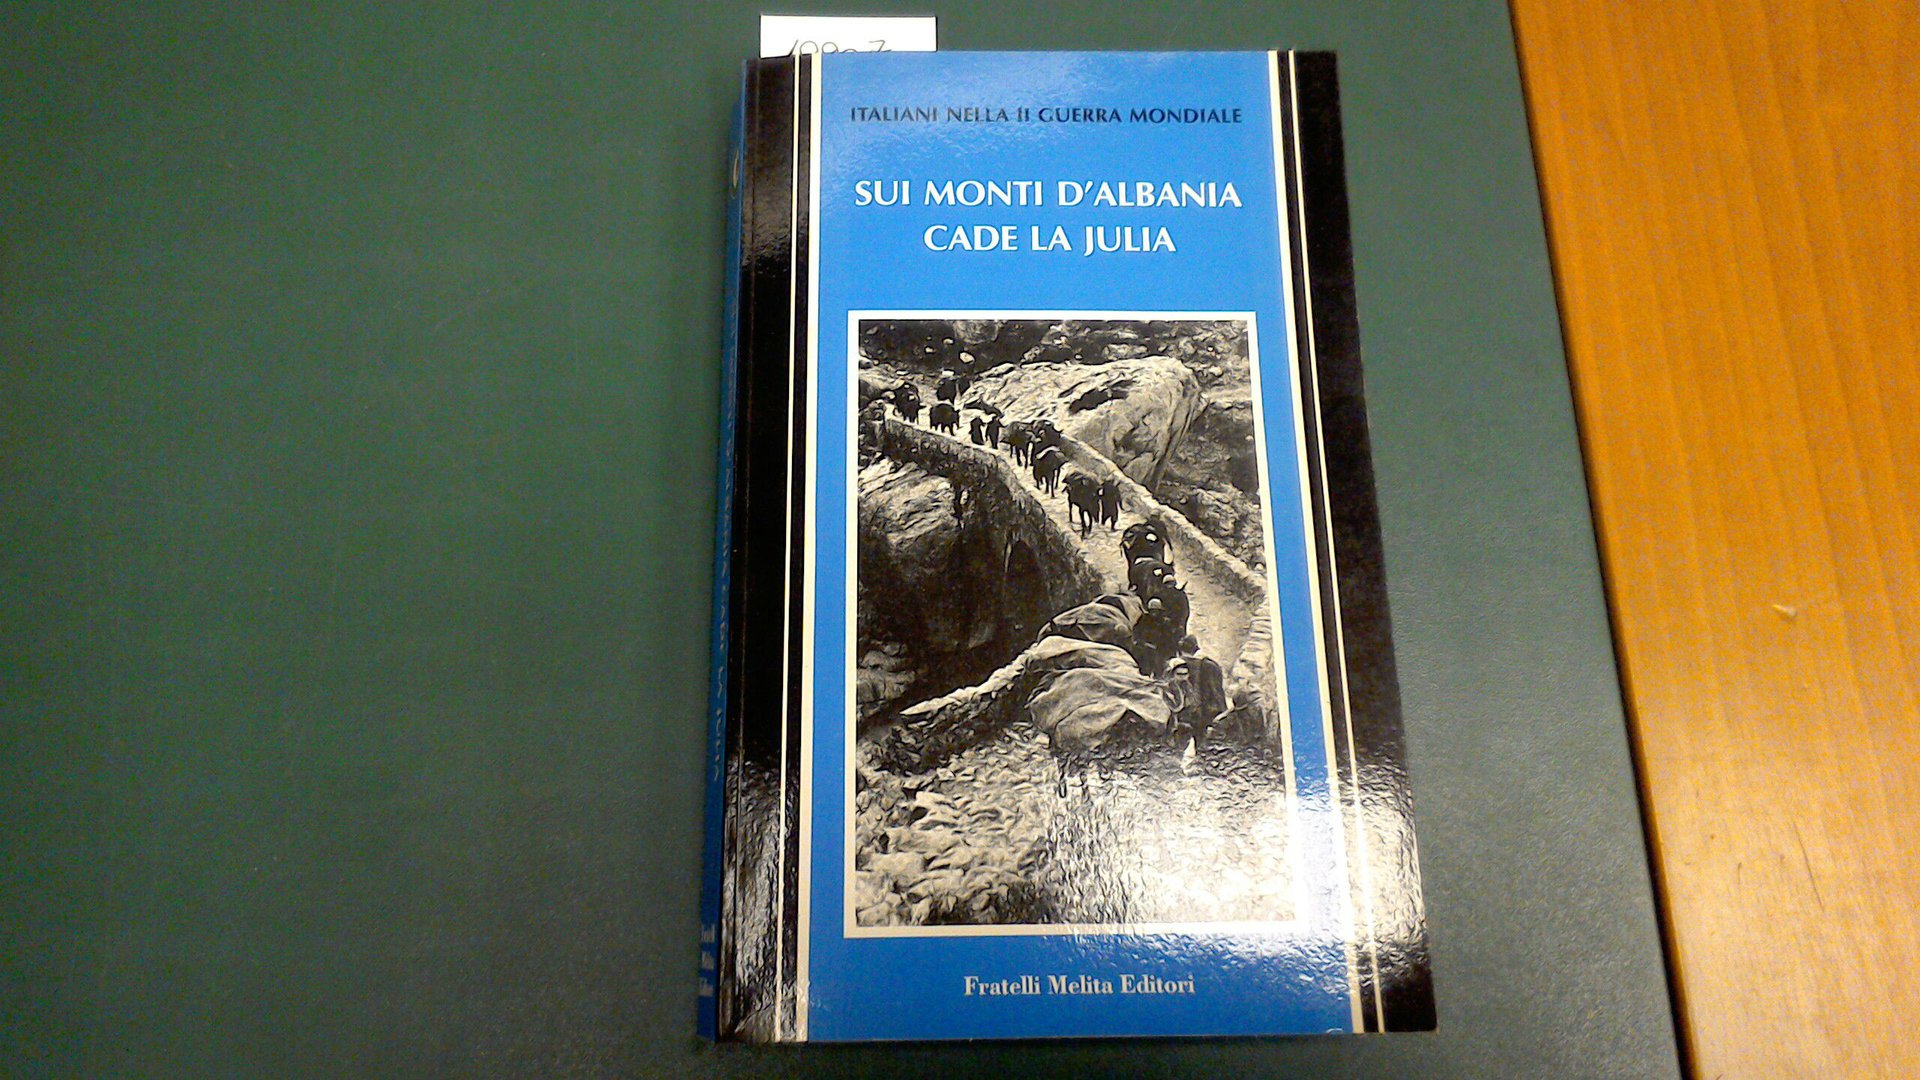 ITALIANI NELLA II GUERRA MONDIALE
SUI MONTI D'ALBANIA
CADE LA JULIA
Fratelli Melita Editori